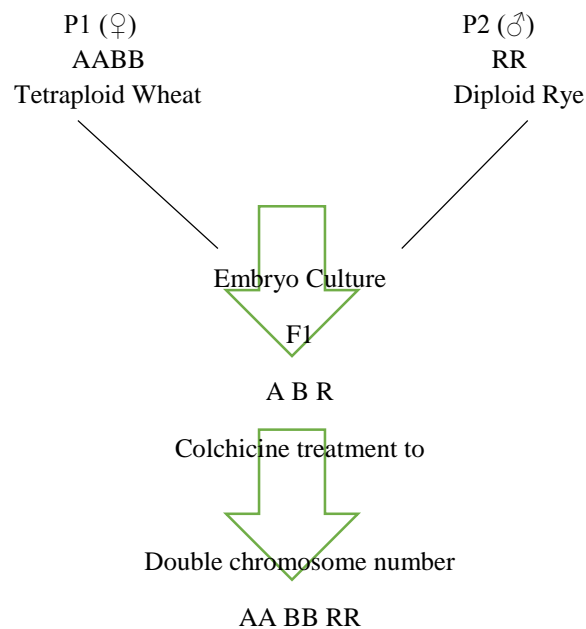 P1 (♀)
AABB
Tetraploid Wheat
P2 (♂)
RR
Diploid Rye
Embryo Culture
F1
A B R
Colchicine treatment to
Double chromosome number
AA BB RR